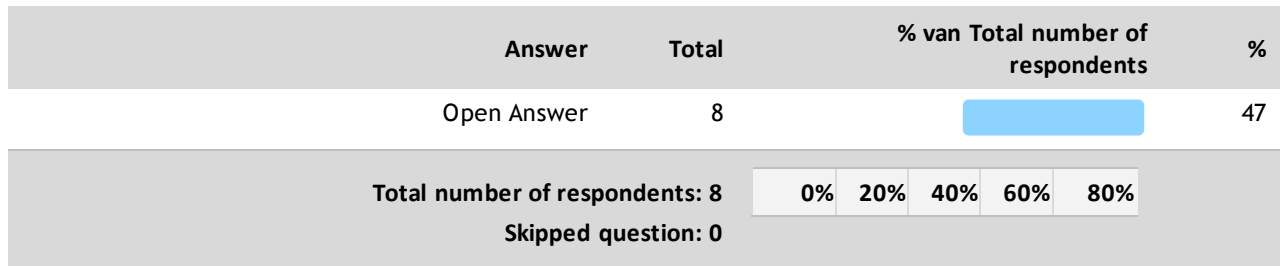 Answer Total % van Total number of respondents %
Open Answer 8 47
Total number of respondents: 8 0% 20% 40% 60% 80%
Skipped question: 0